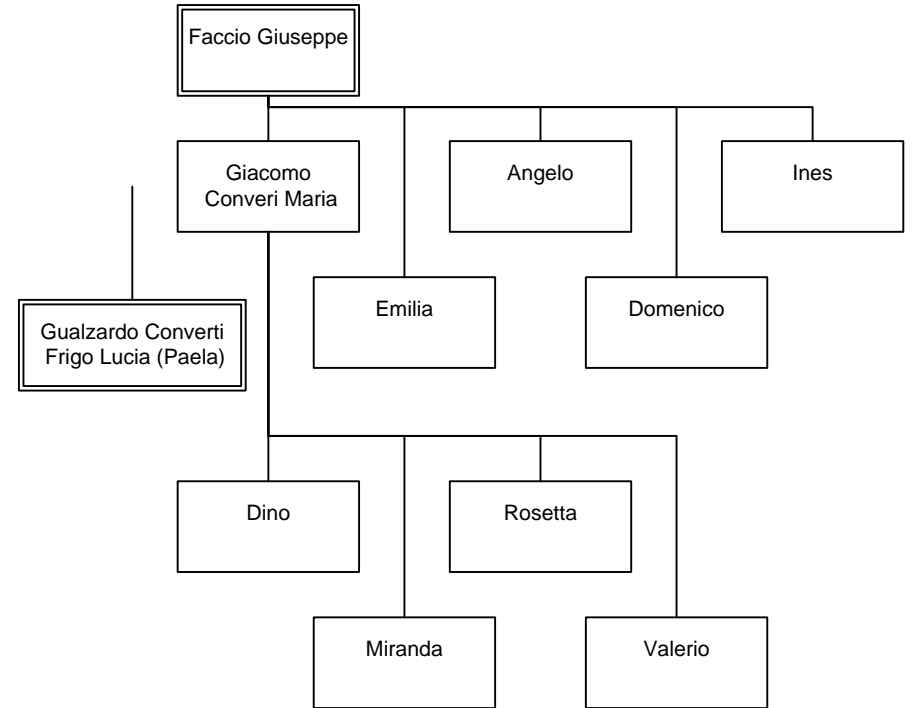 Faccio Giuseppe
Giacomo
Converi Maria
Angelo
Ines
Emilia
Domenico
Gualzardo Converti
Frigo Lucia (Paela)
Dino
Rosetta
Miranda
Valerio